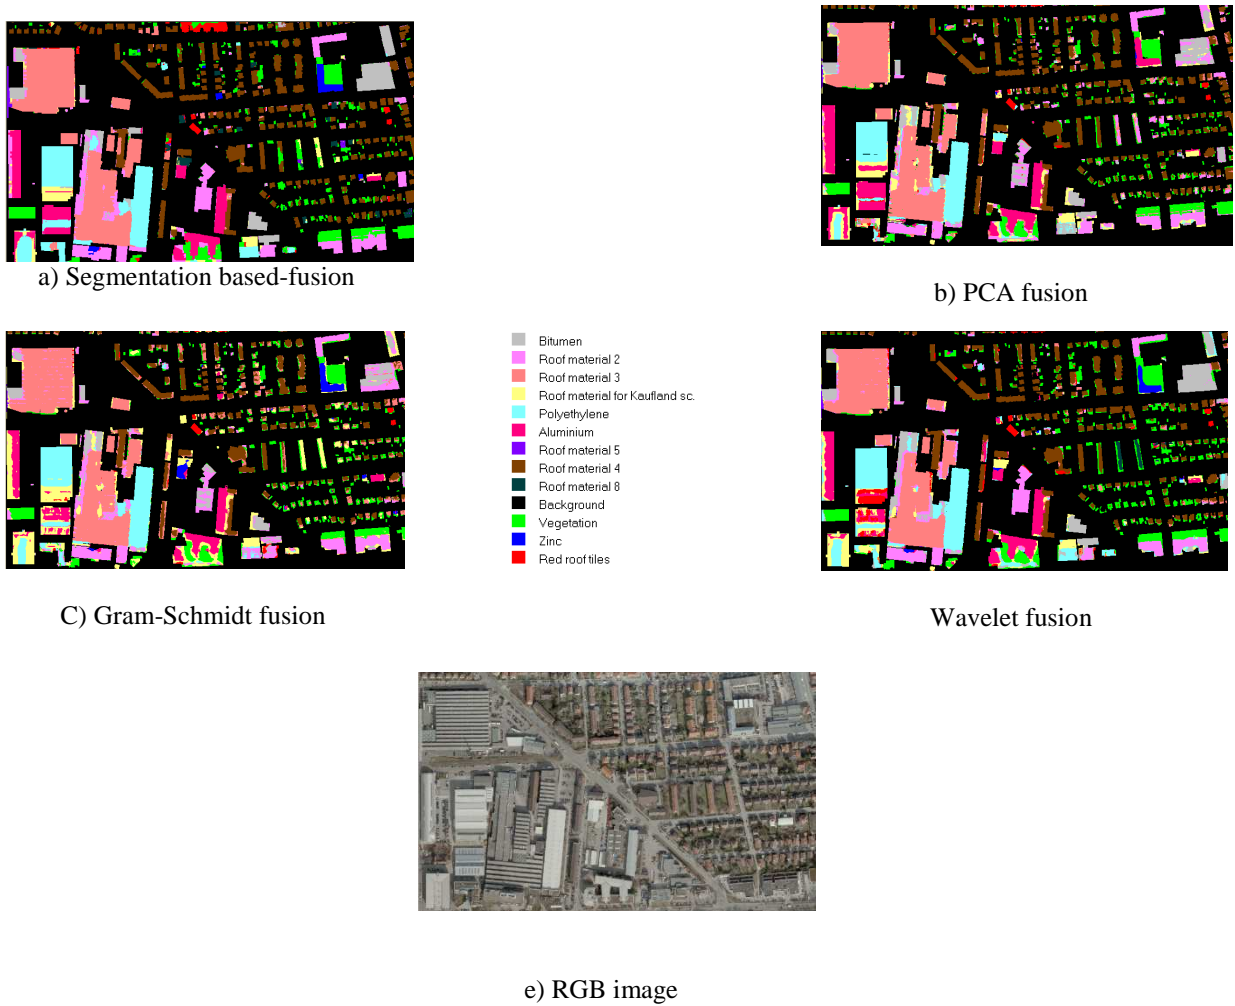 a) Segmentation based-fusion
b) PCA fusion
Bitumen
Roof material 2
Roof material 3
Roof material for Kaufland sc.
Polyethylene
Aluminium
Roof material 5
Roof material 4
Roof material 8
Background
Vegetation
Zinc
Red roof tiles
C) Gram-Schmidt fusion
Wavelet fusion
e) RGB image